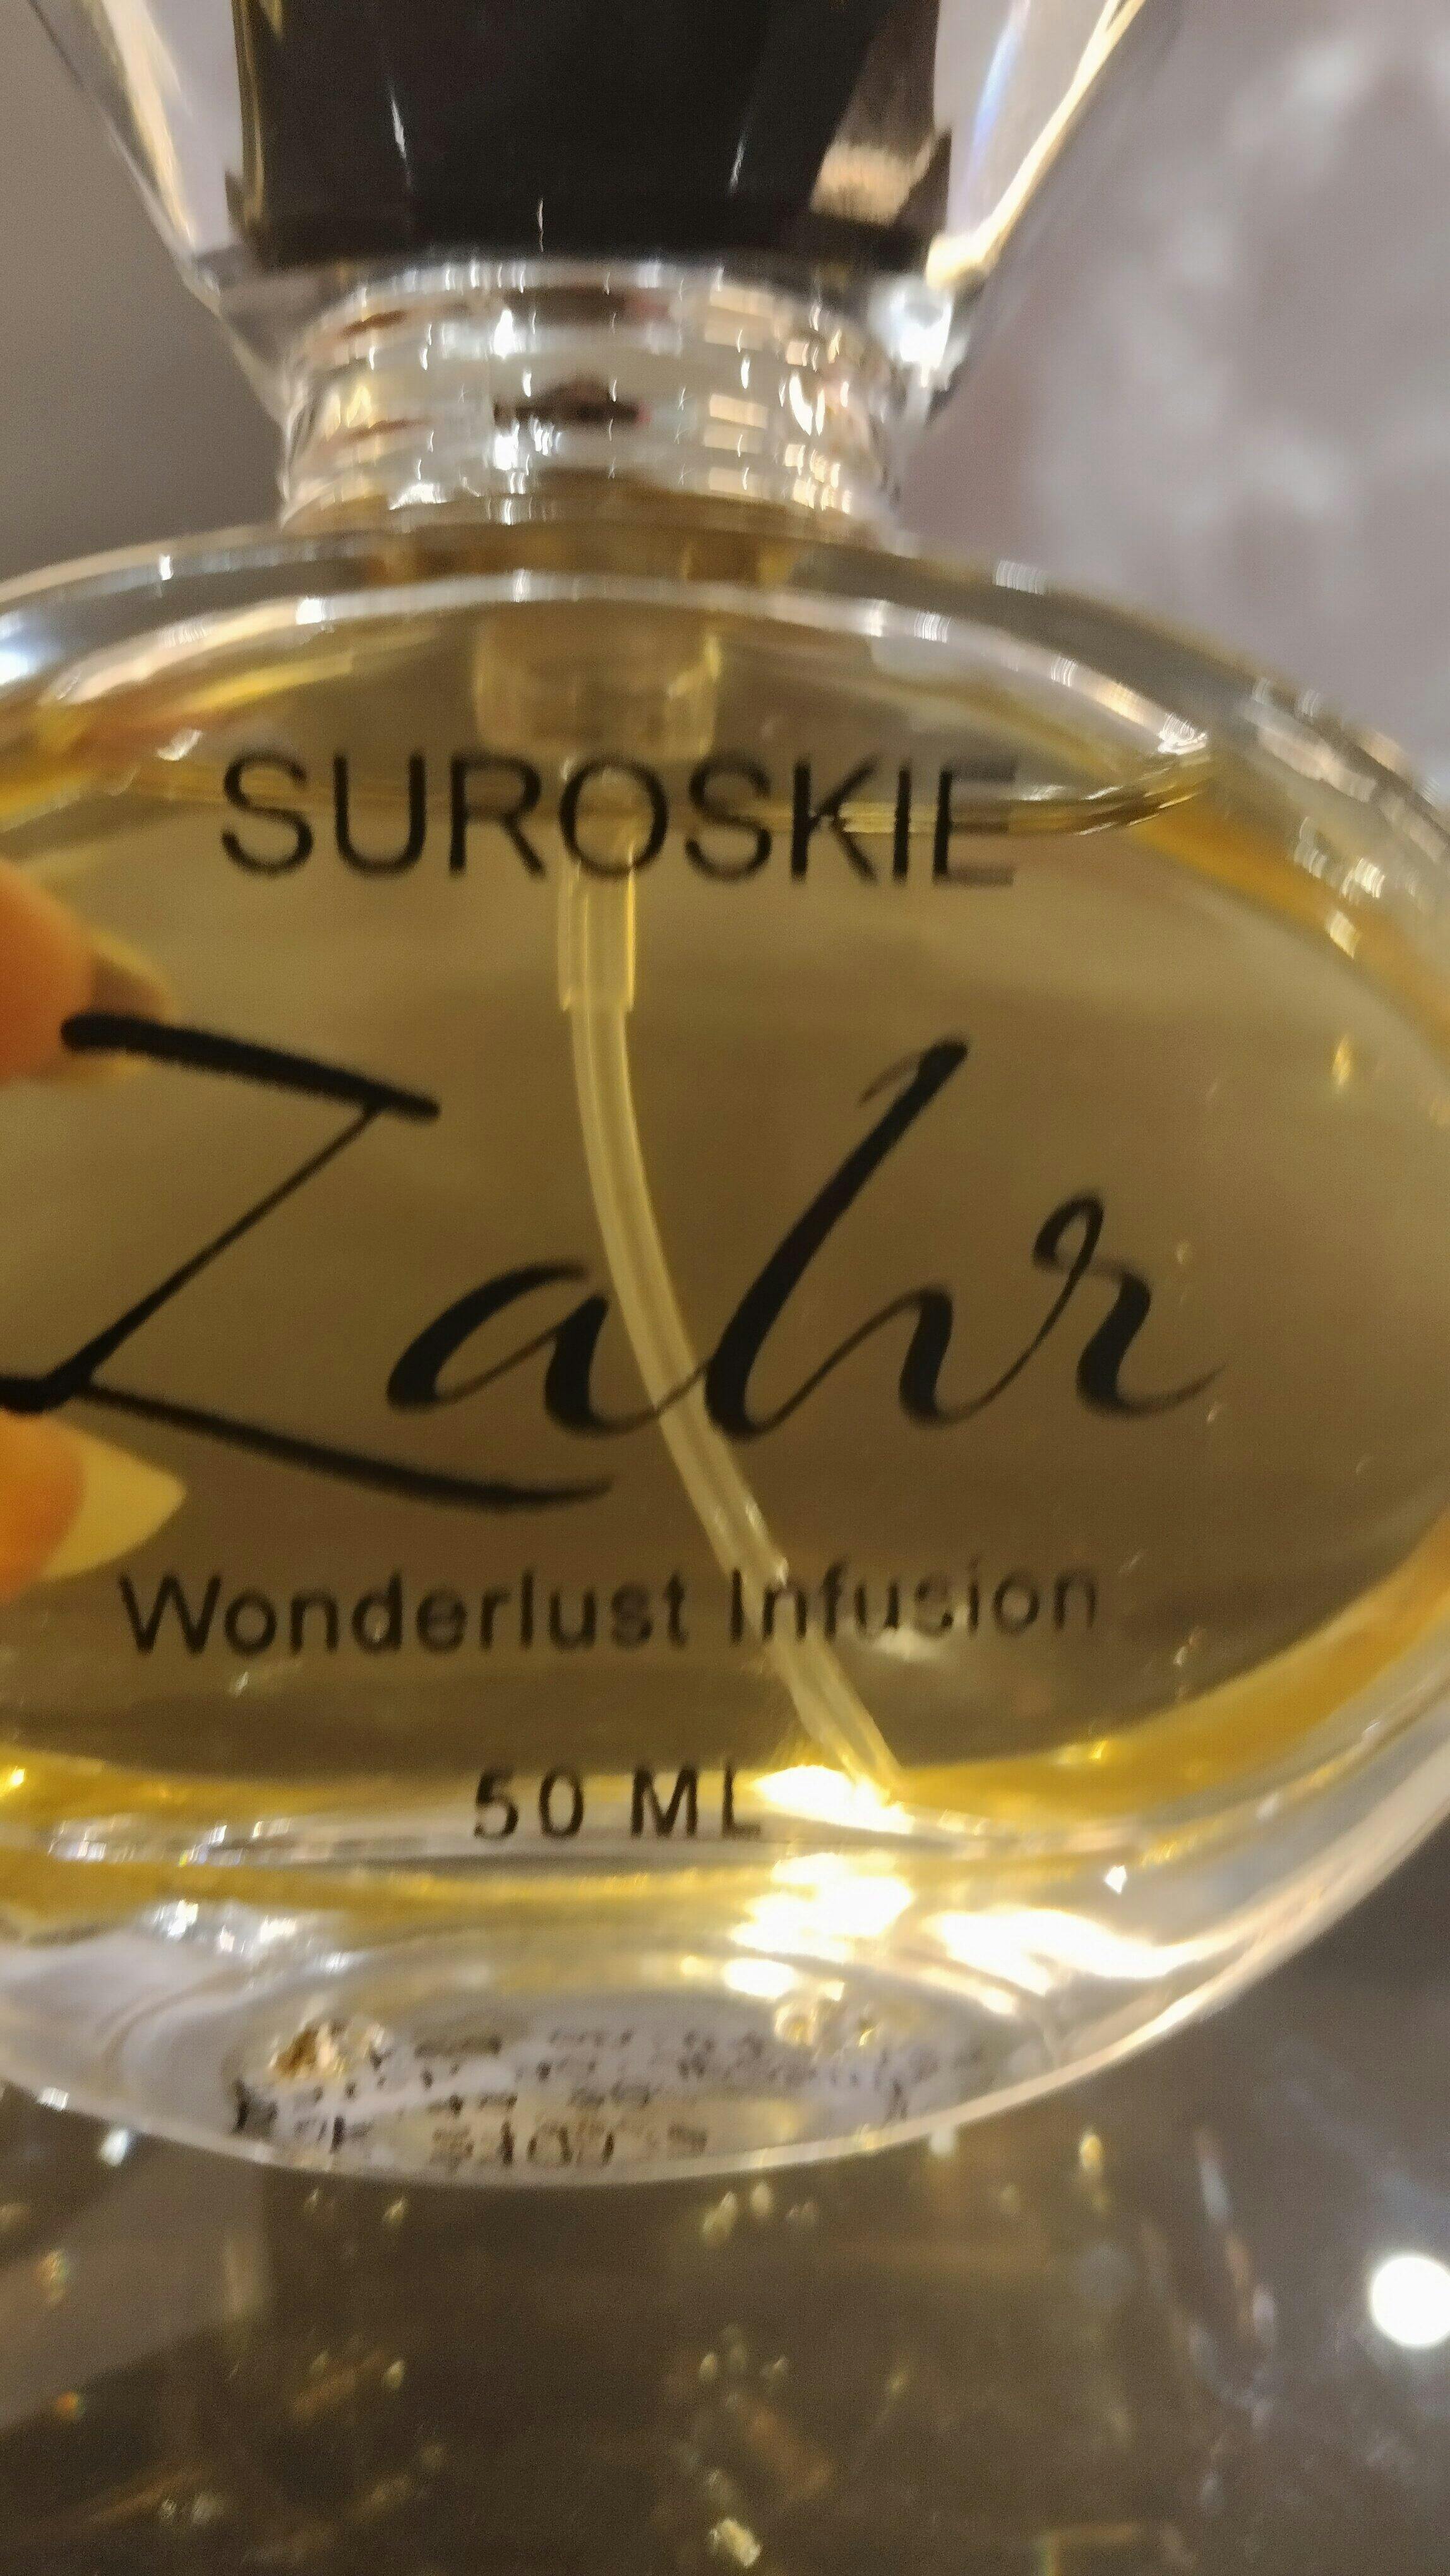 SUROSKIE
Zahr
Wonderlust Infusion
50 ML